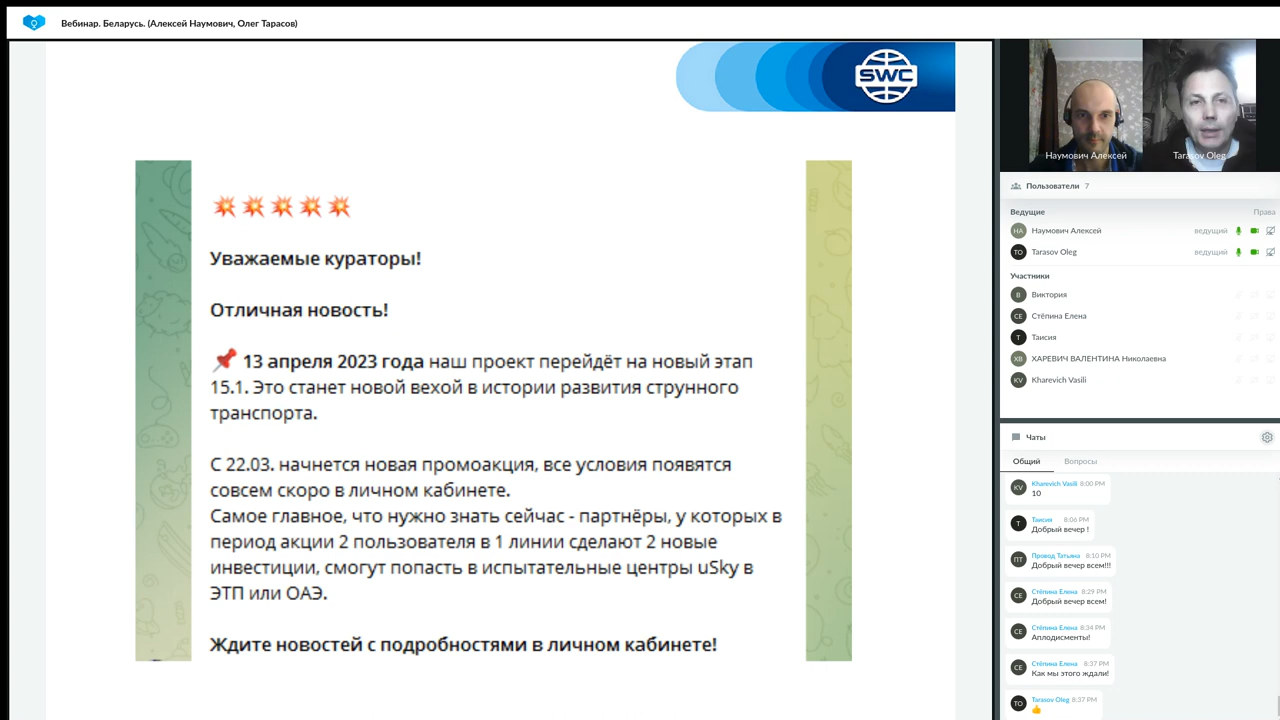 Вебинар. Беларусь. (Алексей Наумович, Олег Тарасов)
SWC
Уважаемые кураторы!
Отличная новость!
13 апреля 2023 года наш проект перейдёт на новый этап
15.1. Это станет новой вехой в истории развития струнного
транспорта.
С 22.03. начнется новая промоакция, все условия появятся
совсем скоро в личном кабинете.
Самое главное, что нужно знать сейчас - партнёры, у которых в
период акции 2 пользователя в 1 линии сделают 2 новые
инвестиции, смогут попасть в испытательные центры uSky в
ЭТП или ОАЭ.
Ждите новостей с подробностями в личном кабинете!
Наумович Алексей
Tarasov Oleg
Пользователи 7
Ведущие Права
НА Наумович Алексей ведущий
TO Tarasov Oleg ведущий
Участники
В Виктория
СЕ Стёпина Елена
Т Таисия
ХВ ХАРЕВИЧ ВАЛЕНТИНА Николаевна
KV Kharevich Vasili
Чаты
Общий Вопросы
KV Kharevich Vasili 8:00 PM
10
Т Таисия 8:06 PM
Добрый вечер !
ПТ Провод Татьяна 8:10 PM
Добрый вечер всем!!!
СЕ Стёпина Елена 8:29 PM
Добрый вечер всем!
СЕ Стёпина Елена 8:34 PM
Аплодисменты!
СЕ Стёпина Елена 8:37 PM
Как мы этого ждали!
TO Tarasov Oleg 8:37 PM
👍